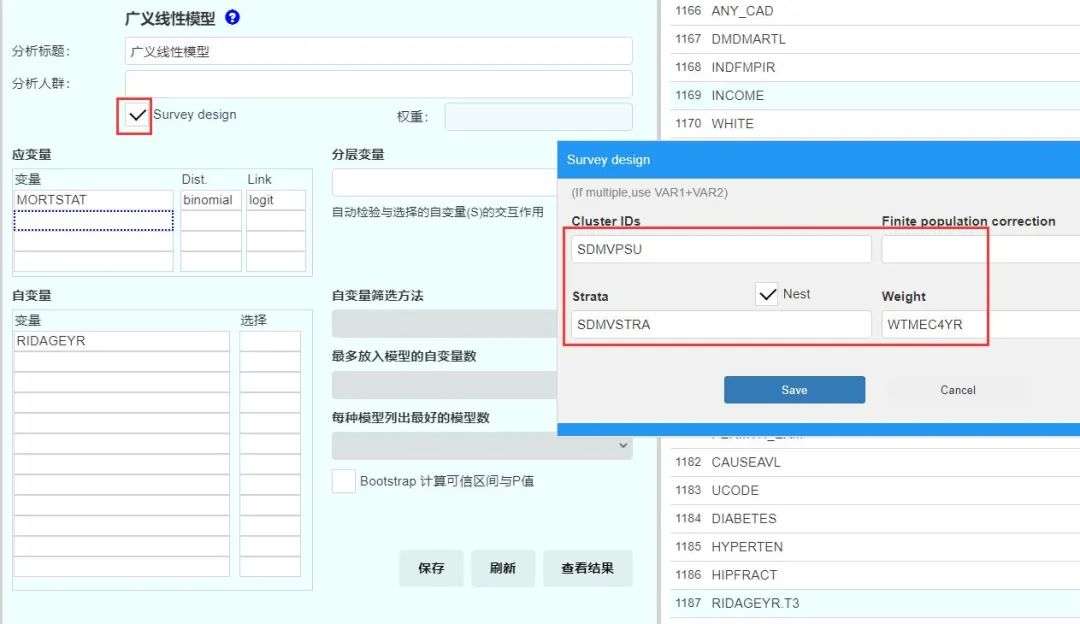 广义线性模型 ?
分析标题: 广义线性模型
分析人群:
Survey design 权重:
应变量
变量 Dist. Link
MORTSTAT binomial logit
自变量
变量 选择
RIDAGEYR
分层变量
自动检验与选择的自变量(S)的交互作用
自变量筛选方法
最多放入模型的自变量数
每种模型列出最好的模型数
Bootstrap 计算可信区间与P值
保存 刷新 查看结果
1166 ANY_CAD
1167 DMDMARTL
1168 INDFMPIR
1169 INCOME
1170 WHITE
Survey design
(If multiple,use VAR1+VAR2)
Cluster IDs Finite population correction
SDMVPSU
Strata Nest Weight
SDMVSTRA WTMEC4YR
Save Cancel
1182 CAUSEAVL
1183 UCODE
1184 DIABETES
1185 HYPERTEN
1186 HIPFRACT
1187 RIDAGEYR.T3